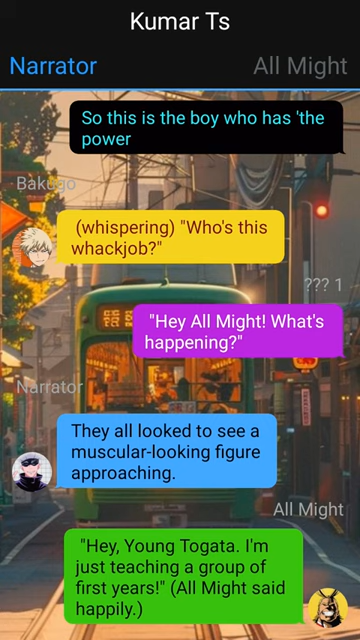 Kumar Ts
Narrator
All Might
So this is the boy who has 'the
power
Bakugo
(whispering) "Who's this
whackjob?"
??? 1
"Hey All Might! What's
happening?"
Narrator
They all looked to see a
muscular-looking figure
approaching.
All Might
"Hey, Young Togata. I'm
just teaching a group of
first years!" (All Might said
happily.)